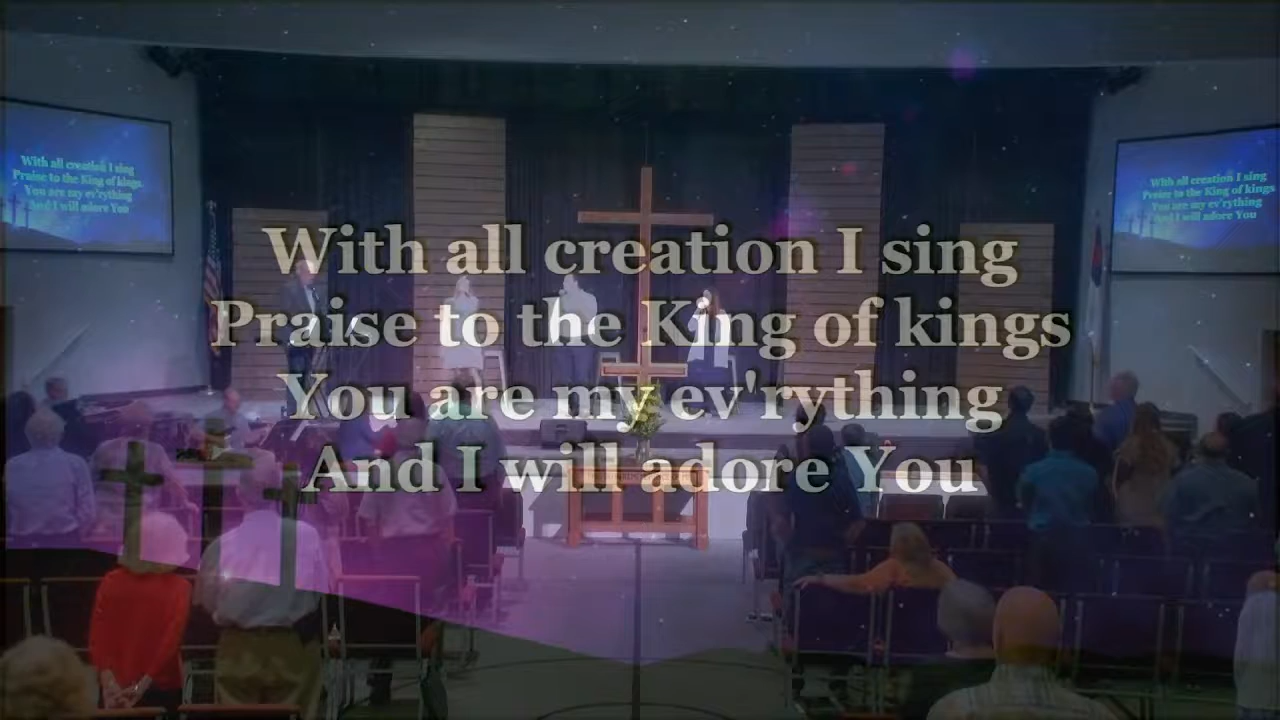 With all creation I sing
Praise to the King of kings
You are my ev'rything
And I will adore You
With all creation I sing
Praise to the King of kings.
You are my ev'rything
And I will adore You
With all creation I sing
Praise to the King of kings
You are my ev'rything
And I will adore You